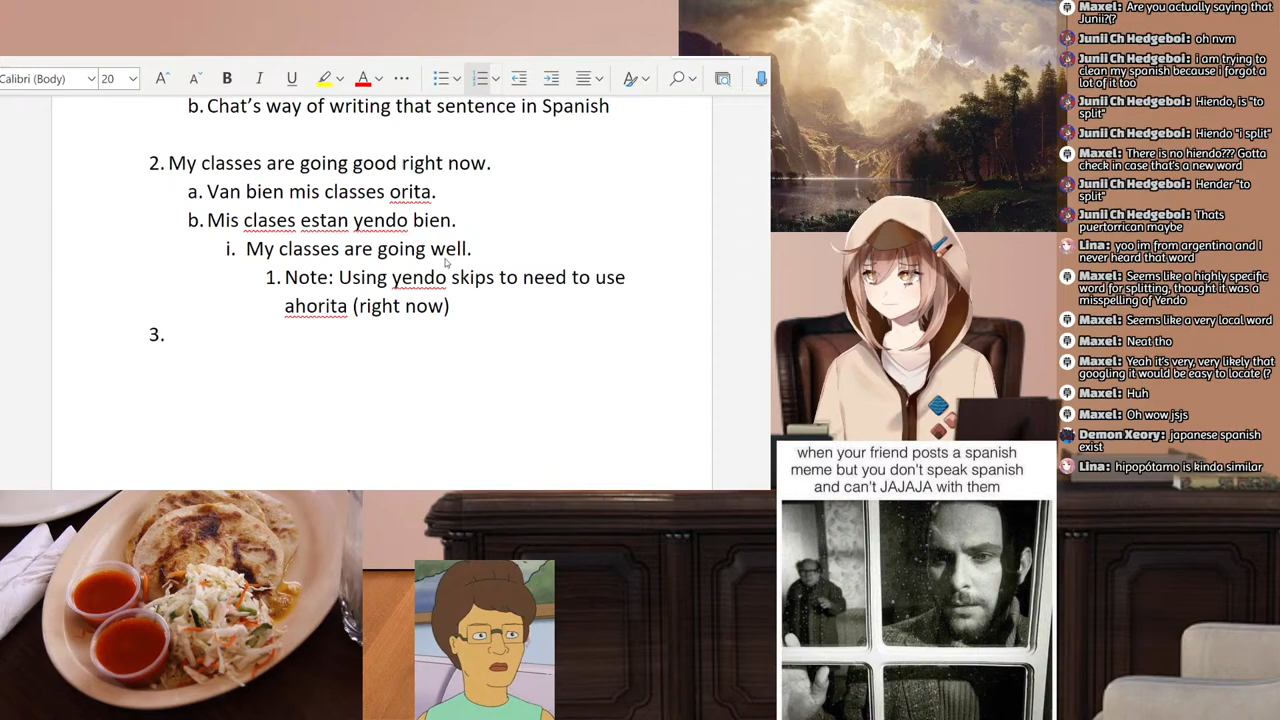 Calibri (Body)
20
A
A
B
I
U
A
b. Chat's way of writing that sentence in Spanish
2. My classes are going good right now.
a. Van bien mis classes orita.
b. Mis clases estan yendo bien.
i. My classes are going well.
1. Note: Using yendo skips to need to use
ahorita (right now)
3.
Maxel: Are you actually saying that
Junii?(?
Junii Ch Hedgeboi: oh nvm
Junii Ch Hedgeboi: i am trying to
clean my spanish because i forgot a
lot of it too
Junii Ch Hedgeboi: Hiendo, is "to
split"
Junii Ch Hedgeboi: Hiendo "i split"
Maxel: There is no hiendo??? Gotta
check in case that's a new word
Junii Ch Hedgeboi: Hender "to
split"
Junii Ch Hedgeboi: Thats
puertorrican maybe
Lina: yoo im from argentina and I
never heard that word
Maxel: Seems like a highly specific
word for splitting, thought it was a
misspelling of Yendo
Maxel: Seems like a very local word
Maxel: Neat tho
Maxel: Yeah it's very, very likely that
googling it would be easy to locate (?
Maxel: Huh
Maxel: Oh wow jsjs
Demon Xeory: japanese spanish
exist
Lina: hipopótamo is kinda similar
when your friend posts a spanish
meme but you don't speak spanish
and can't JAJAJA with them